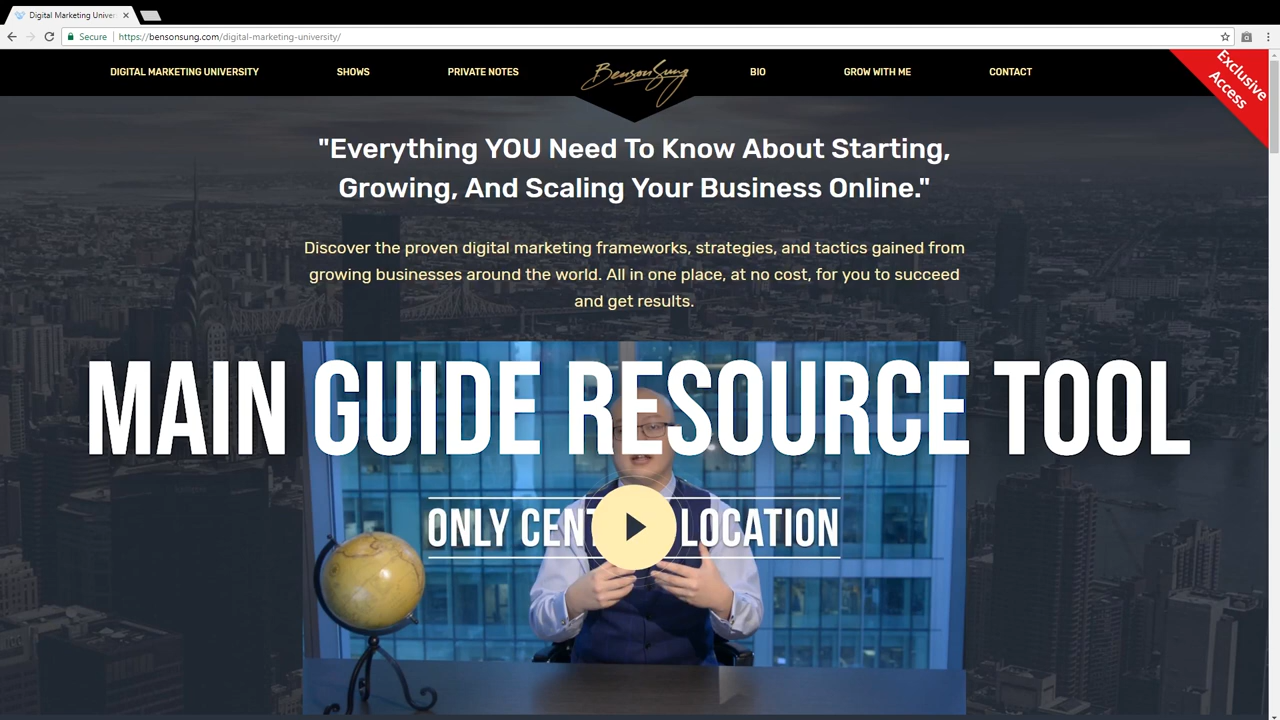 Digital Marketing Univer
Secure
https://bensonsung.com/digital-marketing-university/
DIGITAL MARKETING UNIVERSITY
SHOWS
PRIVATE NOTES
BensonSung
BIO
GROW WITH ME
CONTACT
Exclusive
Access
"Everything YOU Need To Know About Starting,
Growing, And Scaling Your Business Online."
Discover the proven digital marketing frameworks, strategies, and tactics gained from
growing businesses around the world. All in one place, at no cost, for you to succeed
and get results.
MAIN GUIDE RESOURCE TOOL
ONLY LOCATION